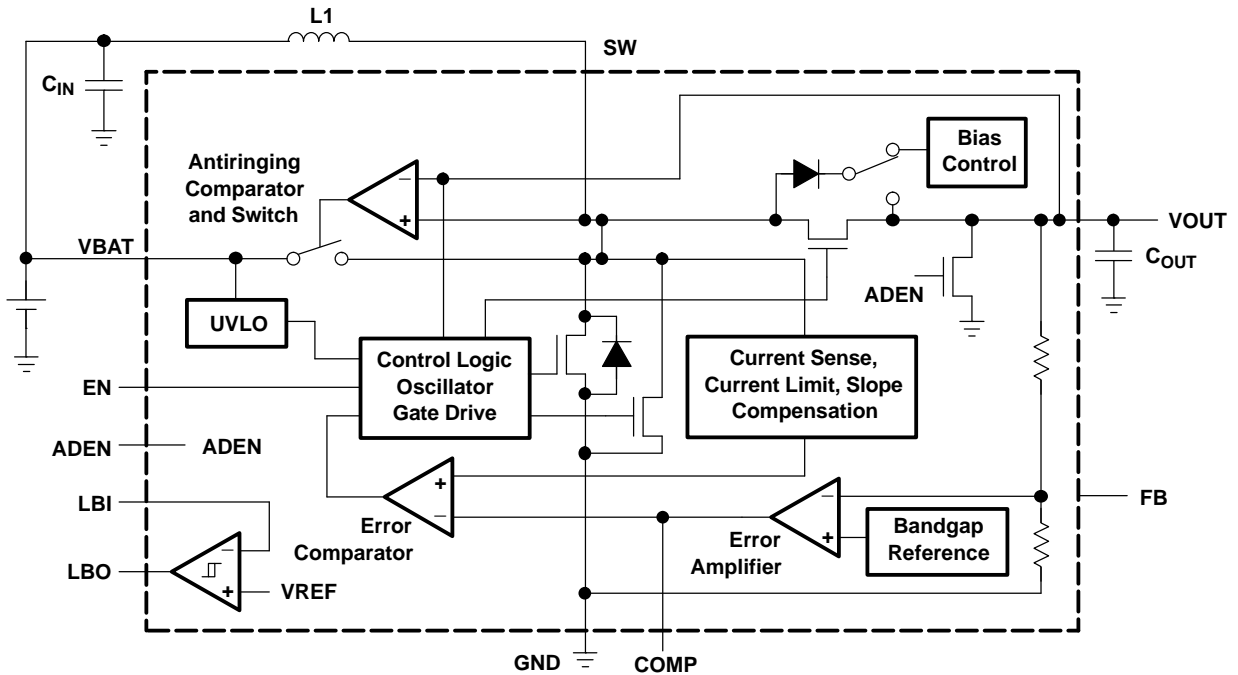 L1
SW
CIN
Antiringing
Comparator
and Switch
−
+
Bias
Control
VBAT
VOUT
COUT
ADEN
UVLO
Control Logic
Oscillator
Gate Drive
Current Sense,
Current Limit, Slope
Compensation
EN
ADEN
ADEN
LBI
LBO
−
+
VREF
Error
Comparator
+
−
Error
Amplifier
−
+
Bandgap
Reference
FB
GND
COMP